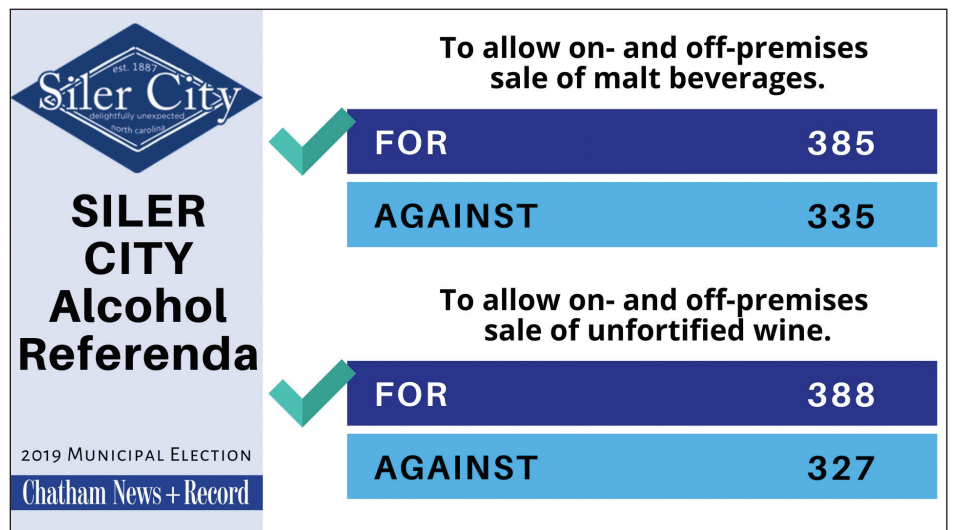 est. 1887
Siler City
delightfully unexpected
north carolina
SILER
CITY
Alcohol
Referenda
2019 MUNICIPAL ELECTION
Chatham News + Record
To allow on- and off-premises
sale of malt beverages.
FOR 385
AGAINST 335
To allow on- and off-premises
sale of unfortified wine.
FOR 388
AGAINST 327